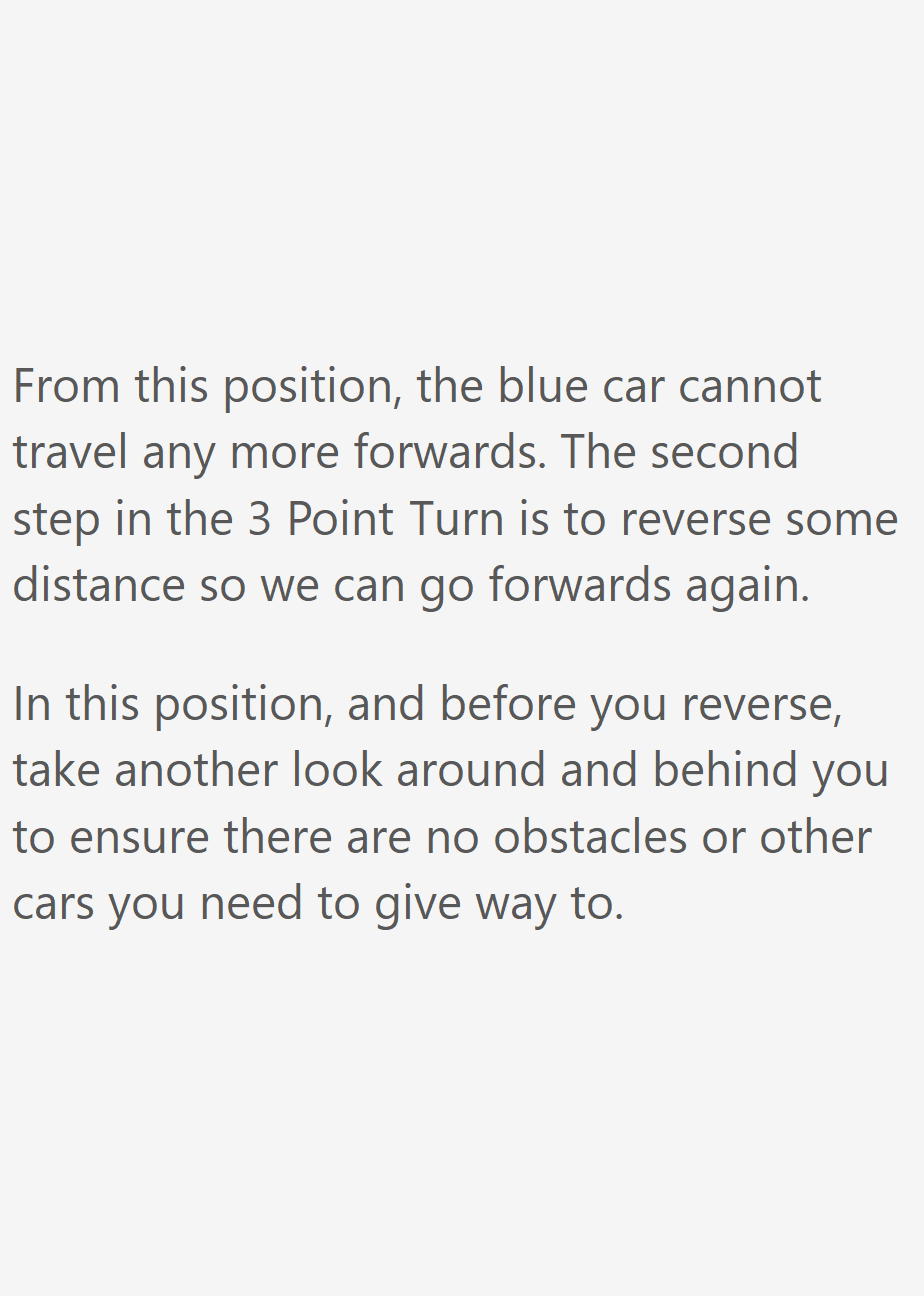 From this position, the blue car cannot
travel any more forwards. The second
step in the 3 Point Turn is to reverse some
distance so we can go forwards again.
In this position, and before you reverse,
take another look around and behind you
to ensure there are no obstacles or other
cars you need to give way to.